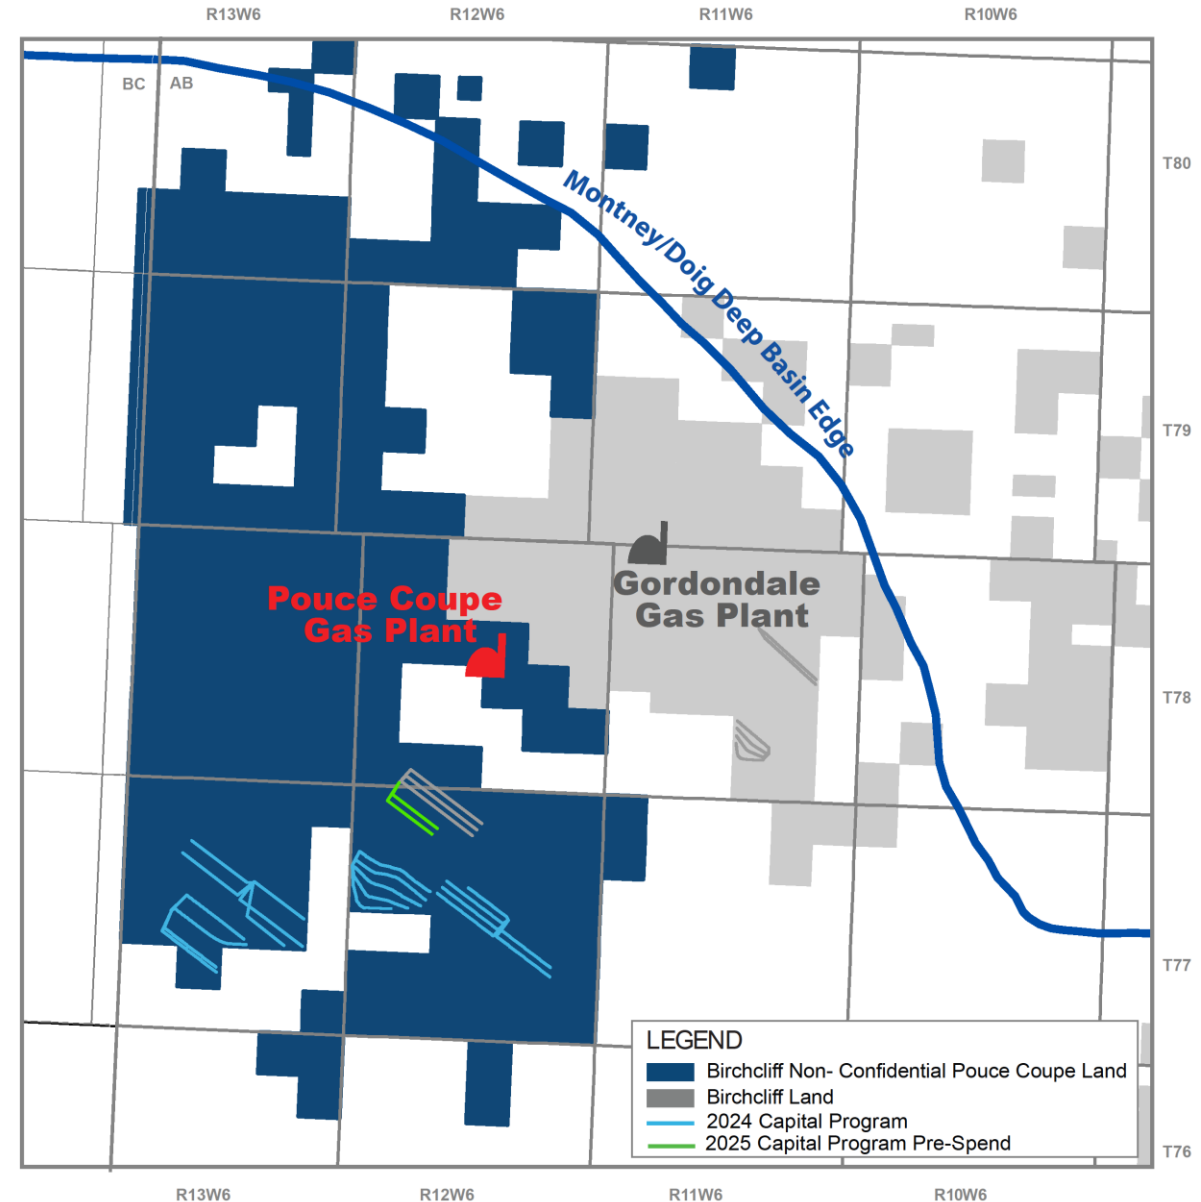 R13W6 R12W6 R11W6 R10W6
BC AB
T80
Montney/Doig Deep Basin Edge
T79
Gordondale
Gas Plant
Pouce Coupe
Gas Plant
T78
T77
LEGEND
Birchcliff Non- Confidential Pouce Coupe Land
Birchcliff Land
2024 Capital Program
2025 Capital Program Pre-Spend
T76
R13W6 R12W6 R11W6 R10W6